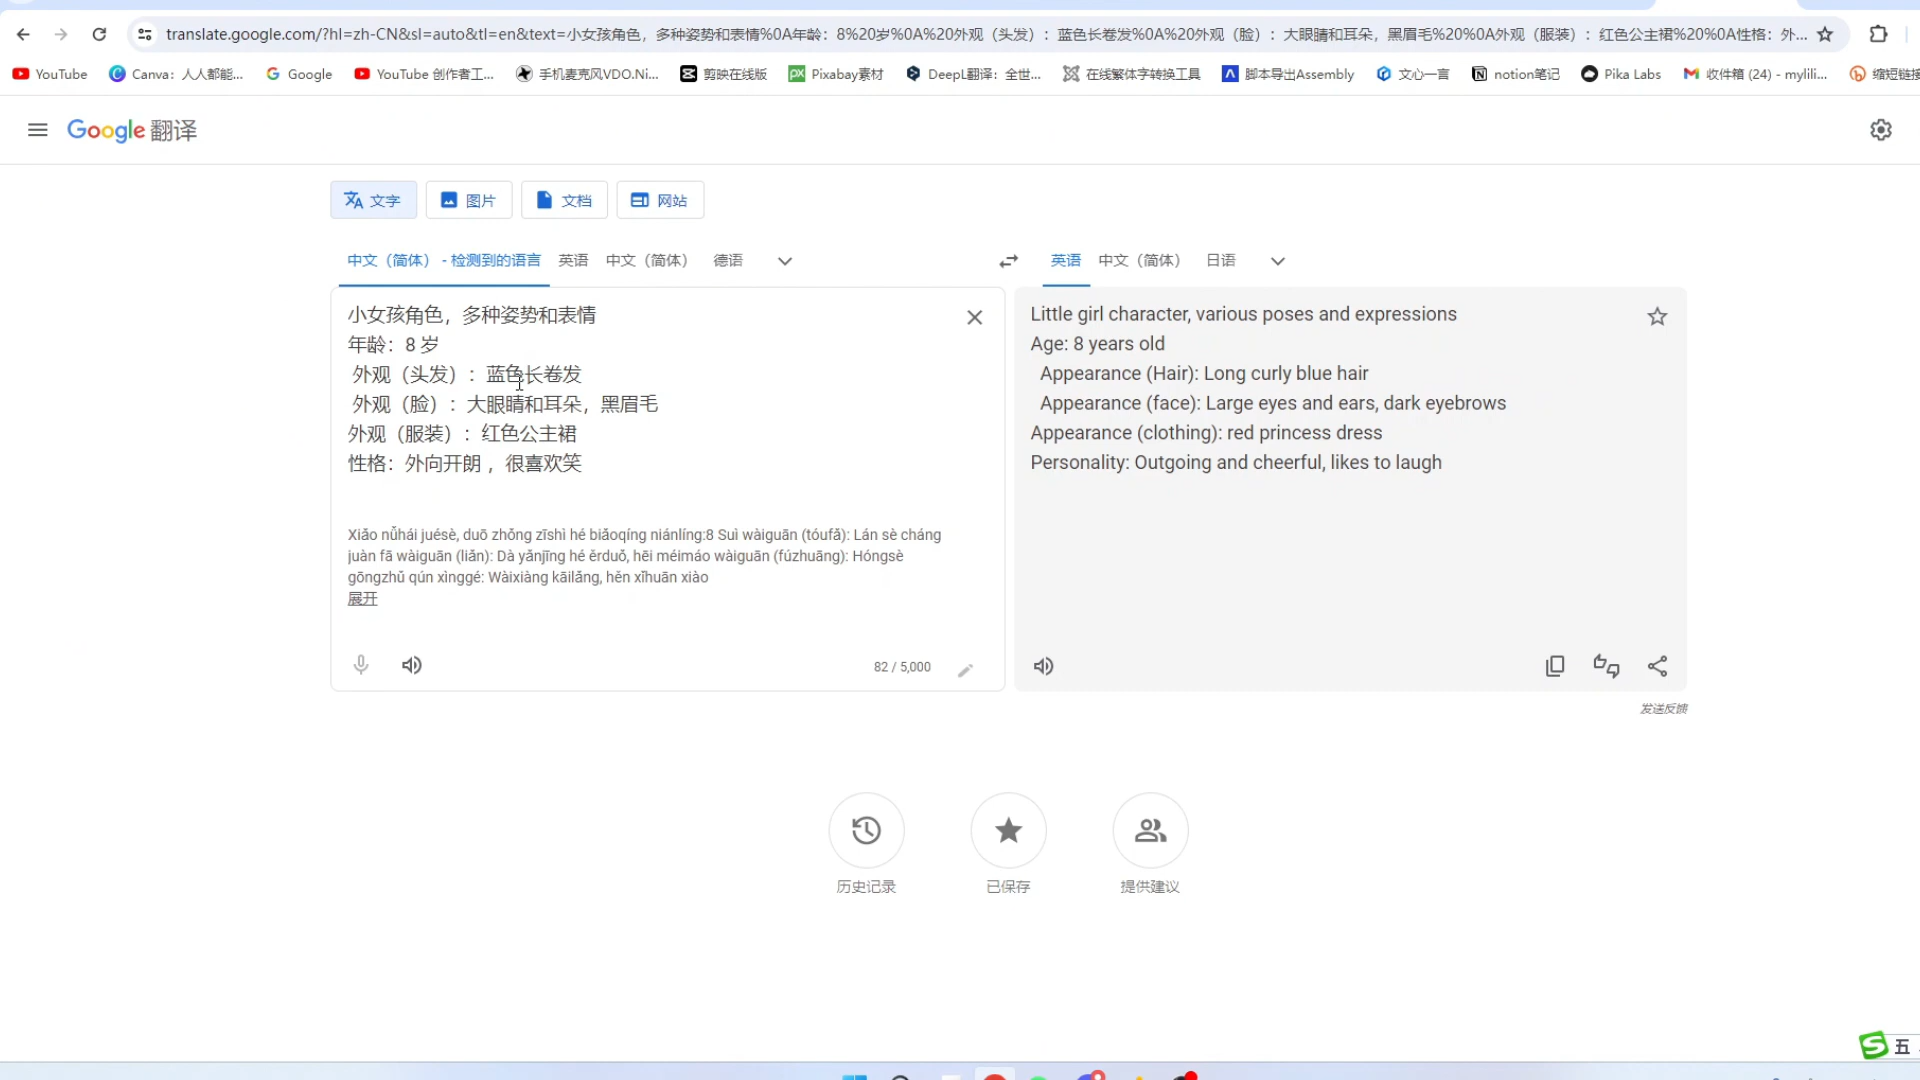 translate.google.com/?hl=zh-CN&sl=auto&tl=en&text=小女孩角色，多种姿势和表情%0A年龄：8%20岁%0A%20外观（头发）：蓝色长卷发%0A%20外观（脸）：大眼睛和耳朵，黑眉毛%20%0A外观（服装）：红色公主裙%20%0A性格：外...
YouTube Canva：人人都能... Google YouTube 创作者工... 手机麦克风VDO.Ni... 剪映在线版 Pixabay素材 DeepL翻译：全世... 在线繁体字转换工具 脚本导出Assembly 文心一言 notion笔记 Pika Labs 收件箱 (24) - mylili... 缩短链接
Google 翻译
文字 图片 文档 网站
中文（简体） - 检测到的语言 英语 中文（简体） 德语 英语 中文（简体） 日语
小女孩角色，多种姿势和表情
年龄：8 岁
外观（头发）：蓝色长卷发
外观（脸）：大眼睛和耳朵，黑眉毛
外观（服装）：红色公主裙
性格：外向开朗 ，很喜欢笑
Xiǎo nǚhái juésè, duō zhǒng zīshì hé biǎoqíng niánlíng:8 Suì wàiguān (tóufǎ): Lán sè cháng
juàn fā wàiguān (liǎn): Dà yǎnjīng hé ěrduǒ, hēi méimáo wàiguān (fúzhuāng): Hóngsè
gōngzhǔ qún xìnggé: Wàixiàng kāilǎng, hěn xǐhuān xiào
展开
82 / 5,000
Little girl character, various poses and expressions
Age: 8 years old
Appearance (Hair): Long curly blue hair
Appearance (face): Large eyes and ears, dark eyebrows
Appearance (clothing): red princess dress
Personality: Outgoing and cheerful, likes to laugh
发送反馈
历史记录 已保存 提供建议
五